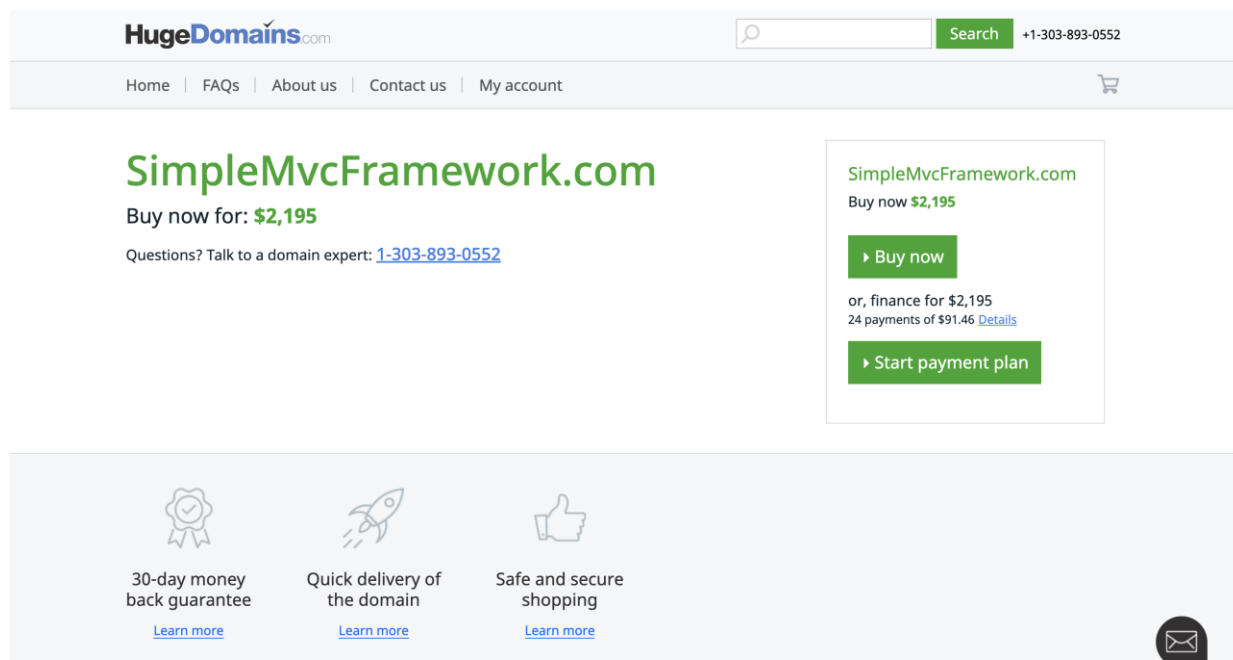 HugeDomains.com
Search
+1-303-893-0552
Home
FAQs
About us
Contact us
My account
SimpleMvcFramework.com
Buy now for: $2,195
Questions? Talk to a domain expert: 1-303-893-0552
SimpleMvcFramework.com
Buy now $2,195
Buy now
or, finance for $2,195
24 payments of $91.46 Details
Start payment plan
30-day money
back guarantee
Learn more
Quick delivery of
the domain
Learn more
Safe and secure
shopping
Learn more